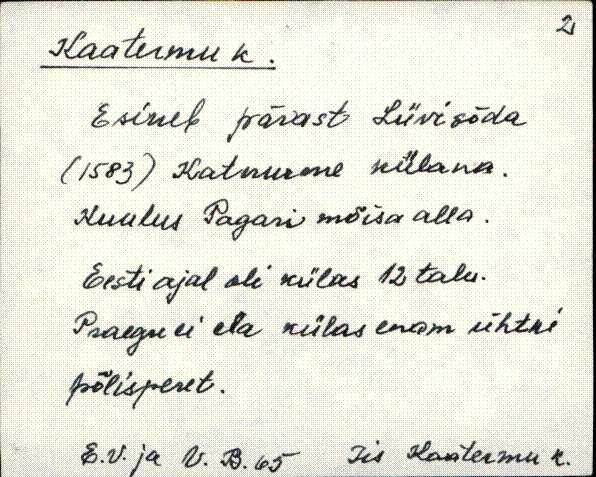 2
Kaatermu k.
Esineb pärast Liivi sõda
(1583) Katnurme külana.
Kuulus Pagari mõisa alla.
Eesti ajal oli külas 12 talu.
Praegu ei ela külas enam ühtki
põlisperet.
E.V. ja V.B. 65 Iis Kaatermu k.